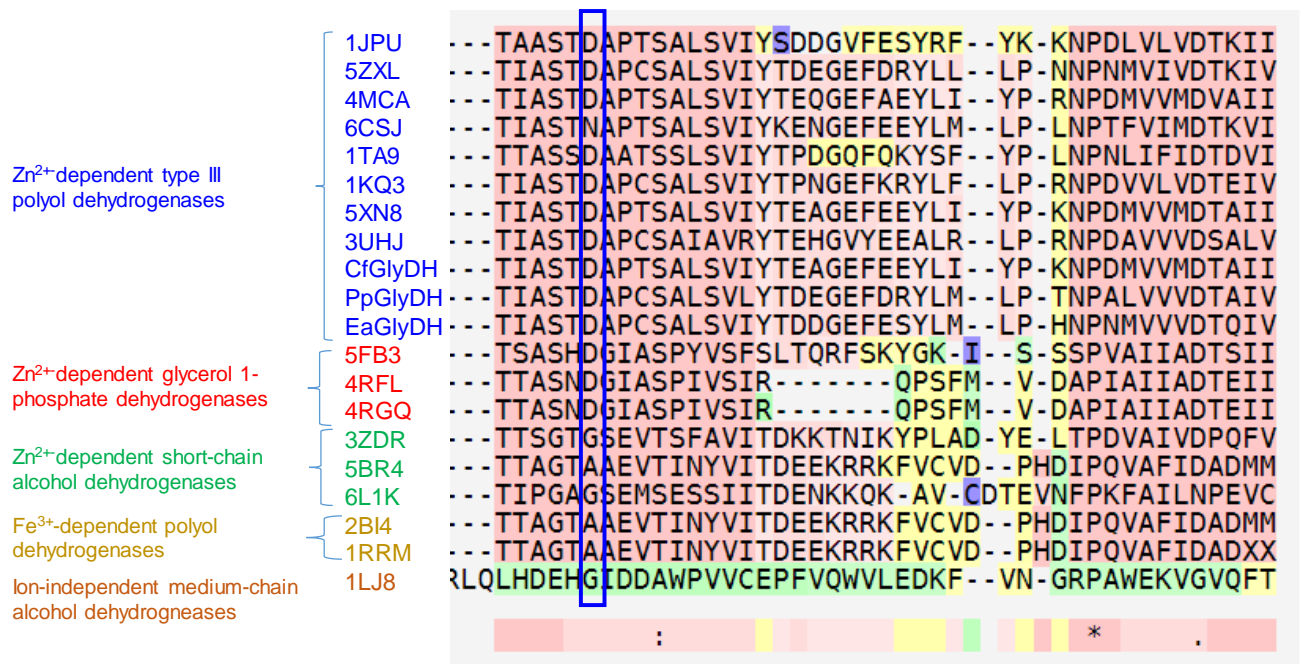 Zn2+-dependent type III
polyol dehydrogenases
Zn2+-dependent glycerol 1-
phosphate dehydrogenases
Zn2+-dependent short-chain
alcohol dehydrogenases
Fe3+-dependent polyol
dehydrogenases
Ion-independent medium-chain
alcohol dehydrogneases
1JPU ---TAASTDAPTSALSVIYSDDGVFESYRF--YK-KNPDLVLVDTKII
5ZXL ---TIASTDAPCSALSVIYTDEGEFDRYLL--LP-NNPNMVIVDTKIV
4MCA ---TIASTDAPTSALSVIYTEQGEFAEYLI--YP-RNPDMVVMDVAII
6CSJ ---TIASTNAPTSALSVIYKENGEFEEYLM--LP-LNPTFVIMDTKVI
1TA9 ---TTASSDAATSSLSVIYTPDGQFQKYSF--YP-LNPNLIFIDTDVI
1KQ3 ---TIASTDAPCSALSVIYTPNGEFKRYLF--LP-RNPDVVLVDTEIV
5XN8 ---TIASTDAPTSALSVIYTEAGEFEEYLI--YP-KNPDMVVMDTAII
3UHJ ---TIASTDAPCSAIAVRYTEHGVYEEALR--LP-RNPDAVVVDSALV
CfGlyDH ---TIASTDAPTSALSVIYTEAGEFEEYLI--YP-KNPDMVVMDTAII
PpGlyDH ---TIASTDAPCSALSVLYTDEGEFDRYLM--LP-TNPALVVVDTAIV
EaGlyDH ---TIASTDAPCSALSVIYTDDGEFESYLM--LP-HNPNMVVVDTQIV
5FB3 ---TSASHDGIASPYVSFSLTQRFSKYGK-I--S-SSPVAIIADTSII
4RFL ---TTASNDGIASPIVSIR-------QPSFM--V-DAPIAIIADTEII
4RGQ ---TTASNDGIASPIVSIR-------QPSFM--V-DAPIAIIADTEII
3ZDR ---TTSGTGSEVTSFAVITDKKTNIKYPLAD-YE-LTPDVAIVDPQFV
5BR4 ---TTAGTAAEVTINYVITDEEKRRKFVCVD--PHDIPQVAFIDADMM
6L1K ---TIPGAGSEMSESSIITDENKKQK-AV-CDTEVNFPKFAILNPEVC
2BI4 ---TTAGTAAEVTINYVITDEEKRRKFVCVD--PHDIPQVAFIDADMM
1RRM ---TTAGTAAEVTINYVITDEEKRRKFVCVD--PHDIPQVAFIDADXX
1LJ8 RLQLHDEHGIDDAWPVVCEPFVQWVLEDKF--VN-GRPAWEKVGVQFT
: * .